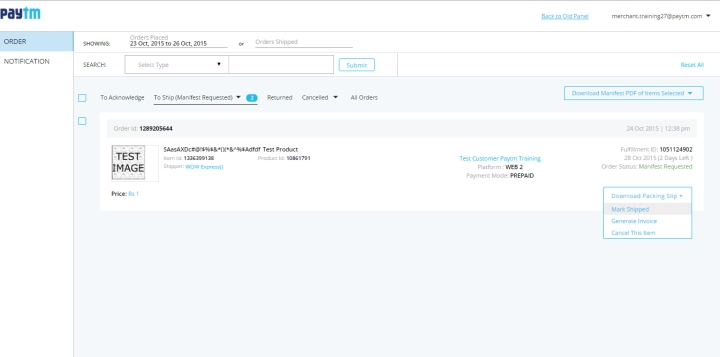 paytm
Back to Old Panel
merchant.training27@paytm.com
ORDER
NOTIFICATION
SHOWING:
Orders Placed
23 Oct, 2015 to 26 Oct, 2015
or
Orders Shipped
SEARCH:
Select Type
Submit
Reset All
To Acknowledge
To Ship (Manifest Requested)
Returned
Cancelled
All Orders
Download Manifest PDF of Items Selected
Order Id: 1289205644
24 Oct 2015 | 12:38 pm
TEST
IMAGE
Test Product
Item Id: 1336399138
Product Id: 10861791
Shipper: WOW Express()
Price: Rs 1
Test Customer Paytm Training
Platform : WEB 2
Payment Mode: PREPAID
Fulfillment ID: 1051124902
28 Oct 2015 (2 Days Left )
Order Status: Manifest Requested
Download Packing Slip
Mark Shipped
Generate Invoice
Cancel This Item